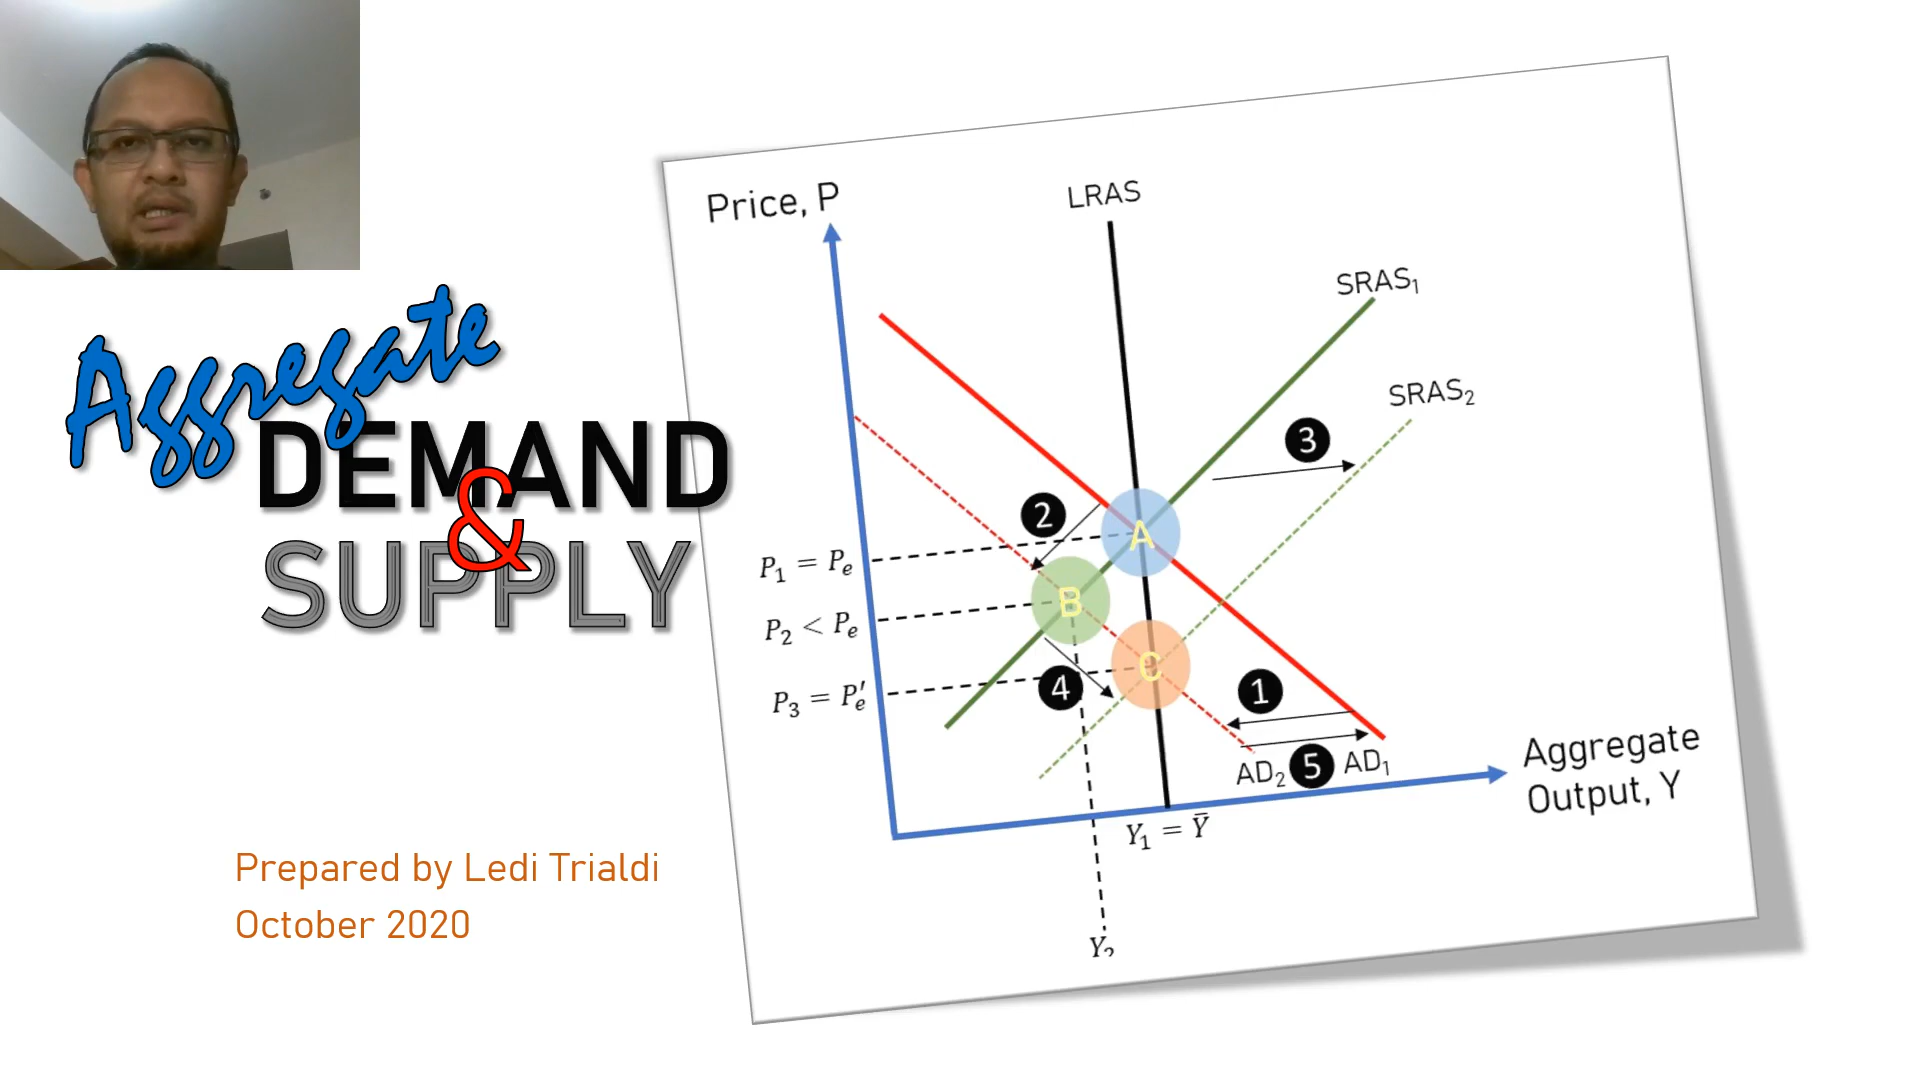 Aggregate
DEMAND
&
SUPPLY
Prepared by Ledi Trialdi
October 2020
Price, P
LRAS
SRAS₁
SRAS₂
3
2
A
P₁ = Pₑ
B
P₂ < Pₑ
C
P₃ = P′ₑ
4
1
AD₂ 5 AD₁
Aggregate
Output, Y
Y₁ = Ȳ
Y₂